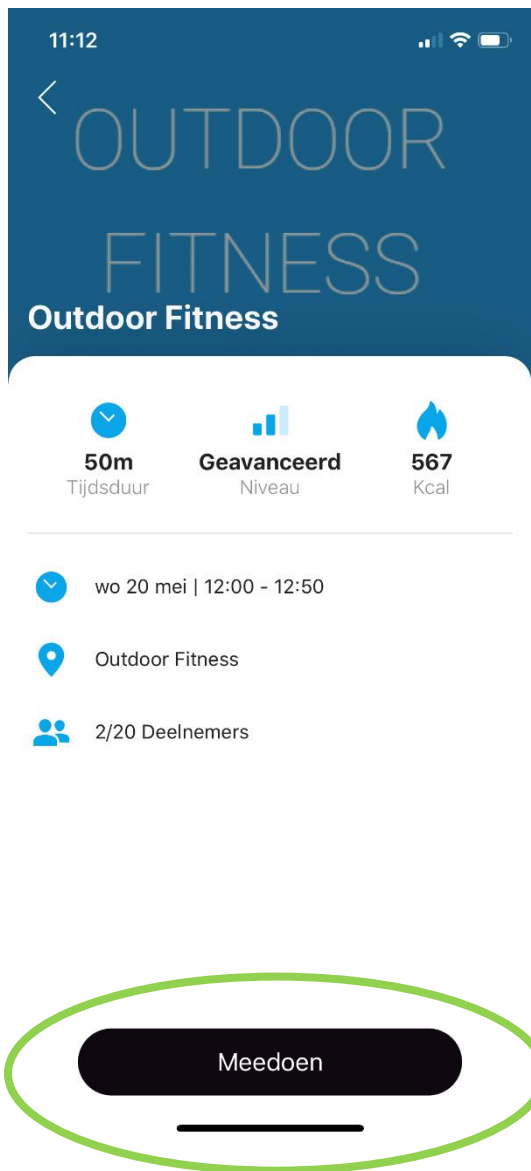 11:12
OUTDOOR
FITNESS
Outdoor Fitness
50m Geavanceerd 567
Tijdsduur Niveau Kcal
wo 20 mei | 12:00 - 12:50
Outdoor Fitness
2/20 Deelnemers
Meedoen